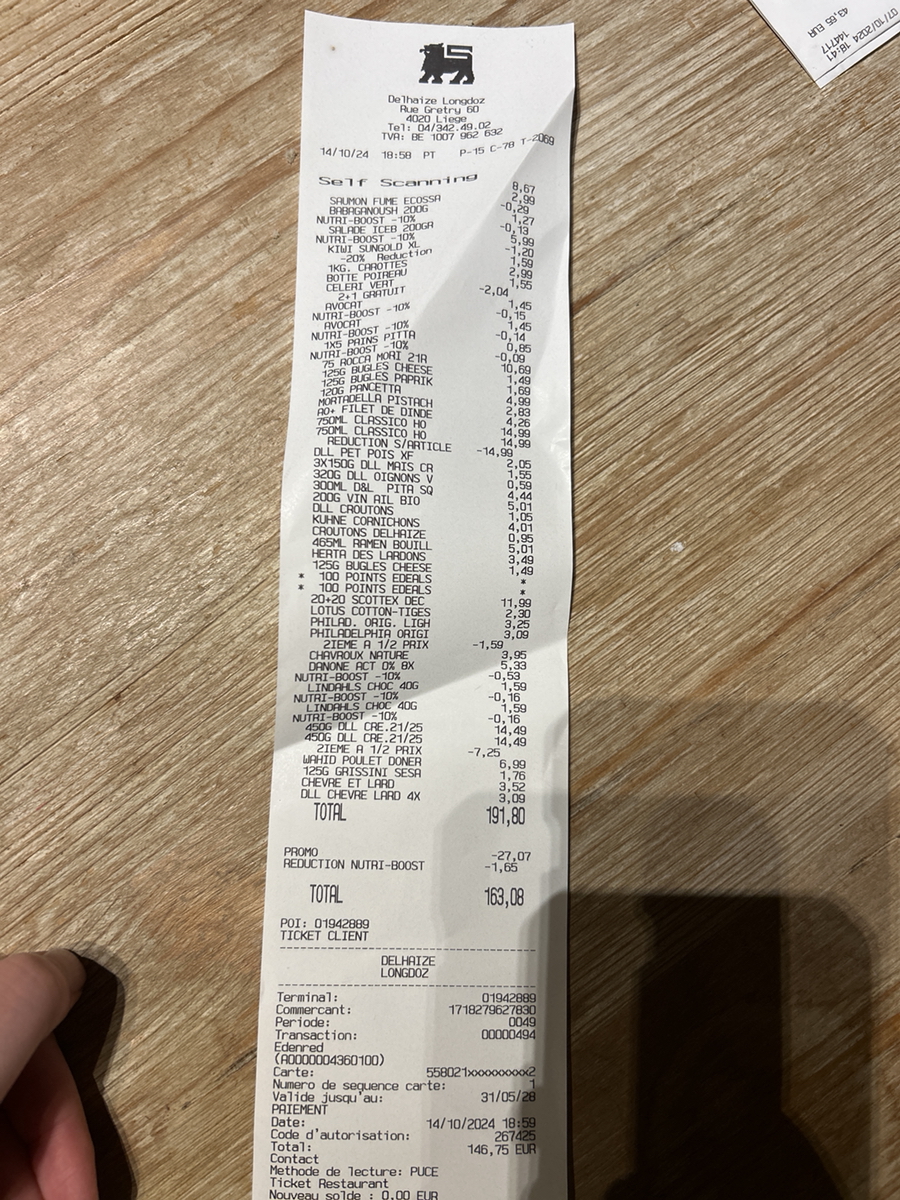 Delhaize Longdoz
Rue Gretry 60
4020 Liege
Tel: 04/342.49.02
TVA: BE 1007 962 632
14/10/24 18:58 PT P-15 C-78 T-2069
Self Scanning
SAUMON FUME ECOSSA 8,67
BABAGANOUSH 200G 2,99
NUTRI-BOOST -10% -0,29
SALADE ICEB 200GR 1,27
NUTRI-BOOST -10% -0,13
KIWI SUNGOLD XL 5,99
-20% Reduction -1,20
1KG. CAROTTES 1,59
BOTTE POIREAU 2,99
CELERI VERT 1,55
2+1 GRATUIT -2,04
AVOCAT 1,45
NUTRI-BOOST -10% -0,15
AVOCAT 1,45
NUTRI-BOOST -10% -0,14
1X5 PAINS PITTA 0,85
NUTRI-BOOST -10% -0,09
75 ROCCA MORI 21R 10,69
125G BUGLES CHEESE 1,49
125G BUGLES PAPRIK 1,69
120G PANCETTA 4,99
MORTADELLA PISTACH 2,83
AO+ FILET DE DINDE 4,26
750ML CLASSICO HO 14,99
750ML CLASSICO HO 14,99
REDUCTION S/ARTICLE -14,99
DLL PET POIS XF 2,05
3X150G DLL MAIS CR 1,55
320G DLL OIGNONS V 0,59
300ML D&L PITA SQ 4,44
200G VIN AIL BIO 5,01
DLL CROUTONS 1,05
KUHNE CORNICHONS 4,01
CROUTONS DELHAIZE 0,95
465ML RAMEN BOUILL 5,01
HERTA DES LARDONS 3,49
125G BUGLES CHEESE 1,49
* 100 POINTS EDEALS *
* 100 POINTS EDEALS *
20+20 SCOTTEX DEC 11,99
LOTUS COTTON-TIGES 2,30
PHILAD. ORIG. LIGH 3,25
PHILADELPHIA ORIGI 3,09
2IEME A 1/2 PRIX -1,59
CHAVROUX NATURE 3,95
DANONE ACT 0% 8X 5,33
NUTRI-BOOST -10% -0,53
LINDAHLS CHOC 40G 1,59
NUTRI-BOOST -10% -0,16
LINDAHLS CHOC 40G 1,59
NUTRI-BOOST -10% -0,16
450G DLL CRE.21/25 14,49
450G DLL CRE.21/25 14,49
2IEME A 1/2 PRIX -7,25
WAHID POULET DONER 6,99
125G GRISSINI SESA 1,76
CHEVRE ET LARD 3,52
DLL CHEVRE LARD 4X 3,09
TOTAL 191,80
PROMO -27,07
REDUCTION NUTRI-BOOST -1,65
TOTAL 163,08
POI: 01942889
TICKET CLIENT
DELHAIZE
LONGDOZ
Terminal: 01942889
Commercant: 1718279627830
Periode: 0049
Transaction: 00000494
Edenred
(A0000004360100)
Carte: 558021xxxxxxxxx2
Numero de sequence carte: 1
Valide jusqu'au: 31/05/28
PAIEMENT
Date: 14/10/2024 18:59
Code d'autorisation: 267425
Total: 146,75 EUR
Contact
Methode de lecture: PUCE
Ticket Restaurant
Nouveau solde : 0,00 EUR
07/10/2024 18:41
144717
43,65 EUR